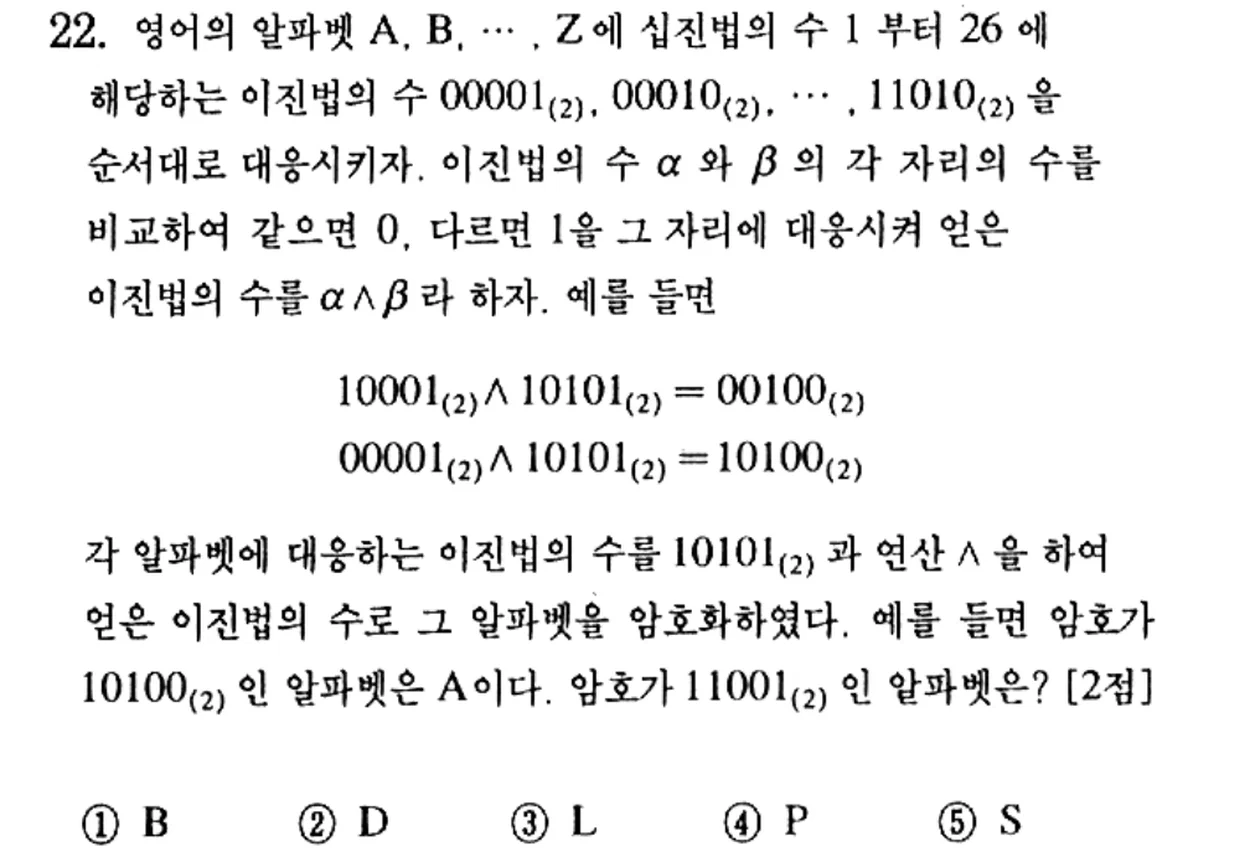 22. 영어의 알파벳 A, B, ⋯ , Z에 십진법의 수 1 부터 26 에
해당하는 이진법의 수 00001₍₂₎, 00010₍₂₎, ⋯ , 11010₍₂₎ 을
순서대로 대응시키자. 이진법의 수 α 와 β 의 각 자리의 수를
비교하여 같으면 0, 다르면 1을 그 자리에 대응시켜 얻은
이진법의 수를 α∧β 라 하자. 예를 들면
10001₍₂₎∧ 10101₍₂₎ = 00100₍₂₎
00001₍₂₎∧ 10101₍₂₎ = 10100₍₂₎
각 알파벳에 대응하는 이진법의 수를 10101₍₂₎ 과 연산 ∧ 을 하여
얻은 이진법의 수로 그 알파벳을 암호화하였다. 예를 들면 암호가
10100₍₂₎ 인 알파벳은 A이다. 암호가 11001₍₂₎ 인 알파벳은? [2점]
① B ② D ③ L ④ P ⑤ S